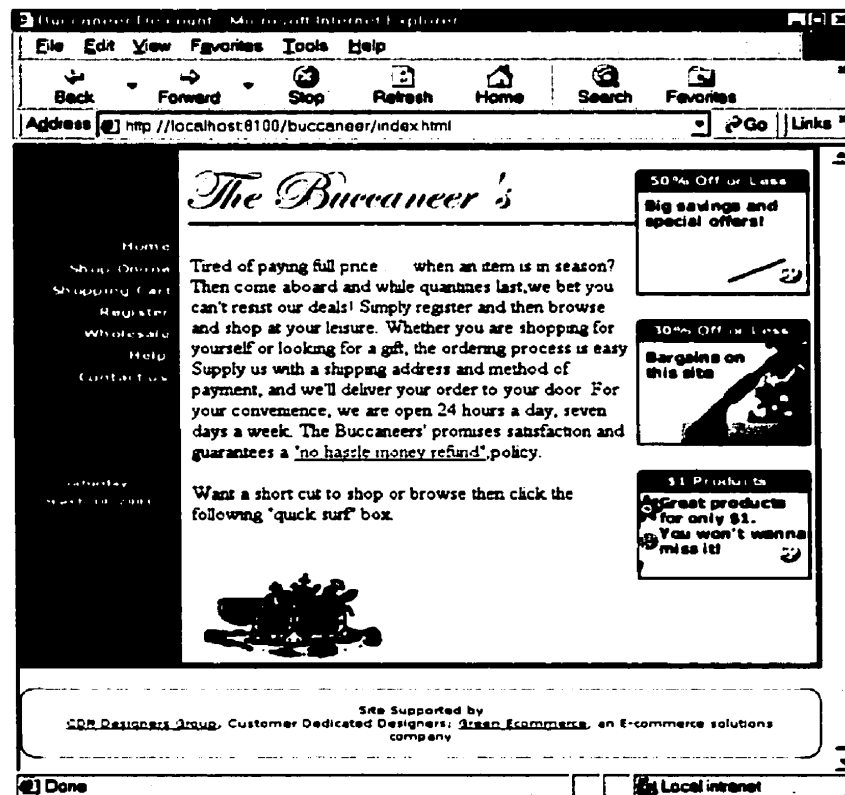 Buccaneer Discount - Microsoft Internet Explorer
File Edit View Favorites Tools Help
Back Forward Stop Refresh Home Search Favorites
Address http://localhost:8100/buccaneer/index.html Go Links
The Buccaneer's
Home
Shop Online
Shopping Cart
Register
Wholesale
Help
Contact us
Saturday
Tired of paying full price when an item is in season?
Then come aboard and while quantities last,we bet you
can't resist our deals! Simply register and then browse
and shop at your leisure. Whether you are shopping for
yourself or looking for a gift, the ordering process is easy
Supply us with a shipping address and method of
payment, and we'll deliver your order to your door. For
your convenience, we are open 24 hours a day, seven
days a week. The Buccaneers' promises satisfaction and
guarantees a "no hassle money refund",policy.
Want a short cut to shop or browse then click the
following "quick surf" box.
50% Off or Less
Big savings and
special offers!
30% Off or Less
Bargains on
this site
$1 Products
Great products
for only $1.
You won't wanna
miss it!
Site Supported by
CDR Designers Group, Customer Dedicated Designers; Green Ecommerce, an E-commerce solutions
company
Done Local intranet